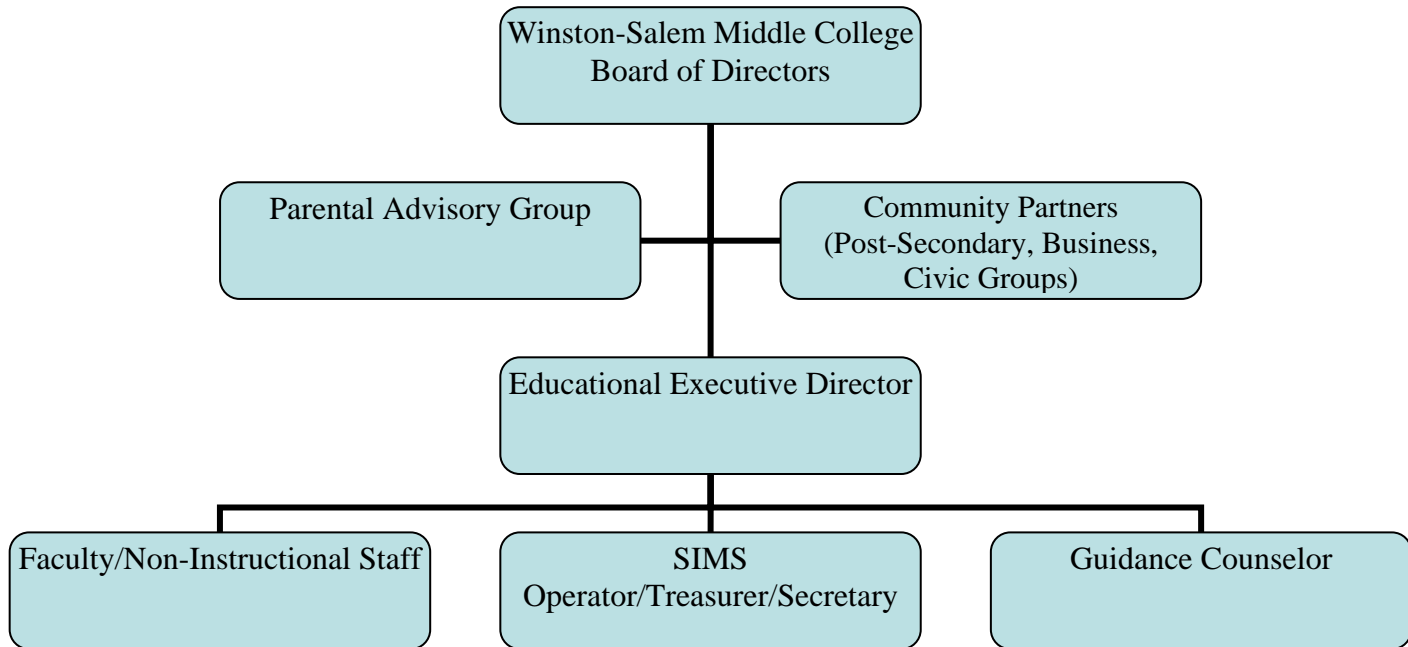 Winston-Salem Middle College
Board of Directors
Parental Advisory Group
Community Partners
(Post-Secondary, Business,
Civic Groups)
Educational Executive Director
Faculty/Non-Instructional Staff
SIMS
Operator/Treasurer/Secretary
Guidance Counselor